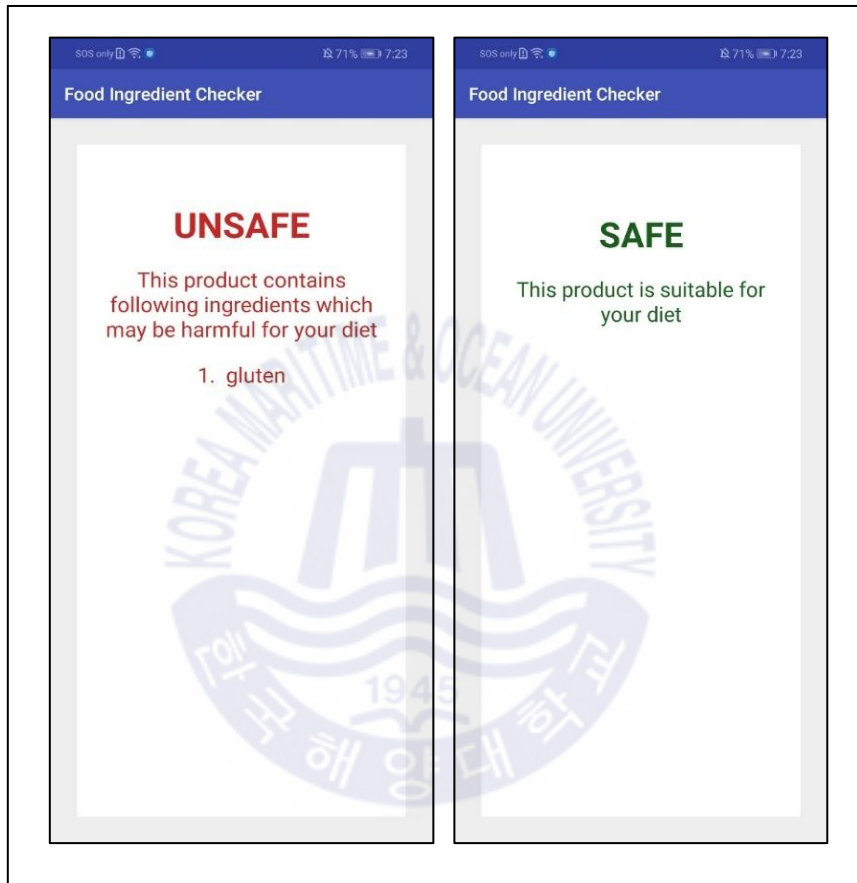 SOS only 71% 7:23
Food Ingredient Checker
UNSAFE
This product contains
following ingredients which
may be harmful for your diet
1. gluten
SOS only 71% 7:23
Food Ingredient Checker
SAFE
This product is suitable for
your diet
KOREA MARITIME & OCEAN UNIVERSITY
1945
한국해양대학교